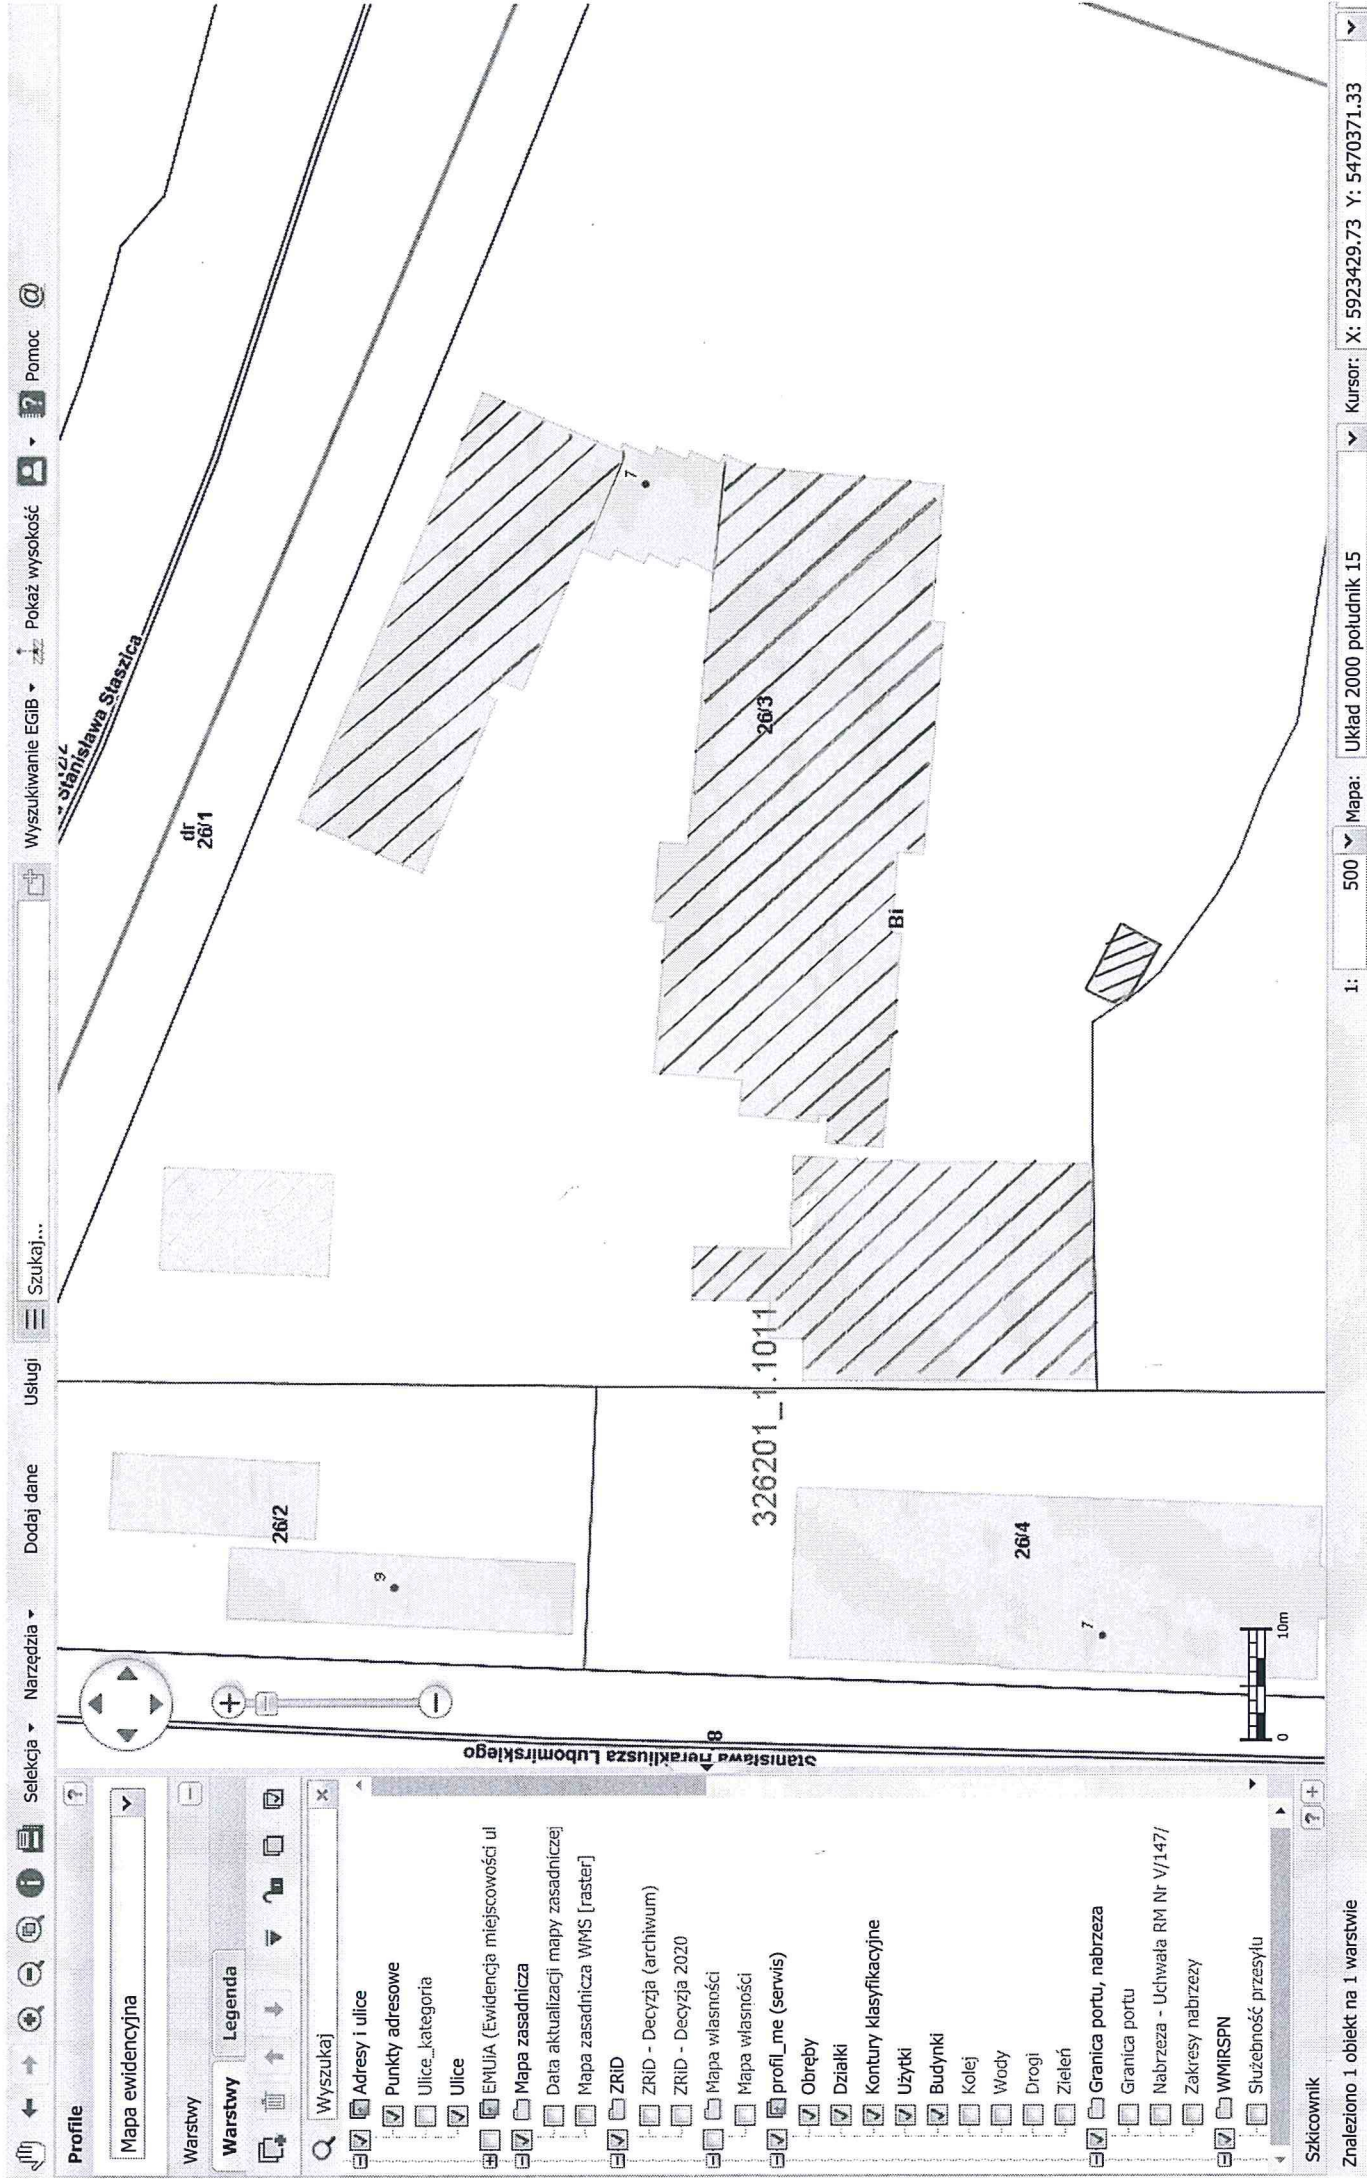 Selekcja Narzędzia Dodaj dane Usługi Szukaj... Wyszukiwanie EGiB Pokaż wysokość Pomoc @
Profile
Mapa ewidencyjna
Warstwy
Warstwy Legenda
Wyszukaj
Adresy i ulice
Punkty adresowe
Ulice_kategoria
Ulice
EMUiA (Ewidencja miejscowości ul
Mapa zasadnicza
Data aktualizacji mapy zasadniczej
Mapa zasadnicza WMS [raster]
ZRID
ZRiD - Decyzja (archiwum)
ZRiD - Decyzja 2020
Mapa własności
Mapa własności
profil_me (serwis)
Obręby
Działki
Kontury klasyfikacyjne
Użytki
Budynki
Kolej
Wody
Drogi
Zieleń
Granica portu, nabrzeza
Granica portu
Nabrzeza - Uchwała RM Nr V/147/
Zakresy nabrzeży
WMiRSPN
Służebność przesyłu
Szkicownik
Znaleziono 1 obiekt na 1 warstwie
Stanisława Staszica
dr
26/1
7
26/3
Bi
26/2
9
326201_1.1011
26/4
7
8
Stanisława Herakliusza Lubomirskiego
0 10m
1: 500 Mapa: Układ 2000 południk 15 Kursor: X: 5923429.73 Y: 5470371.33